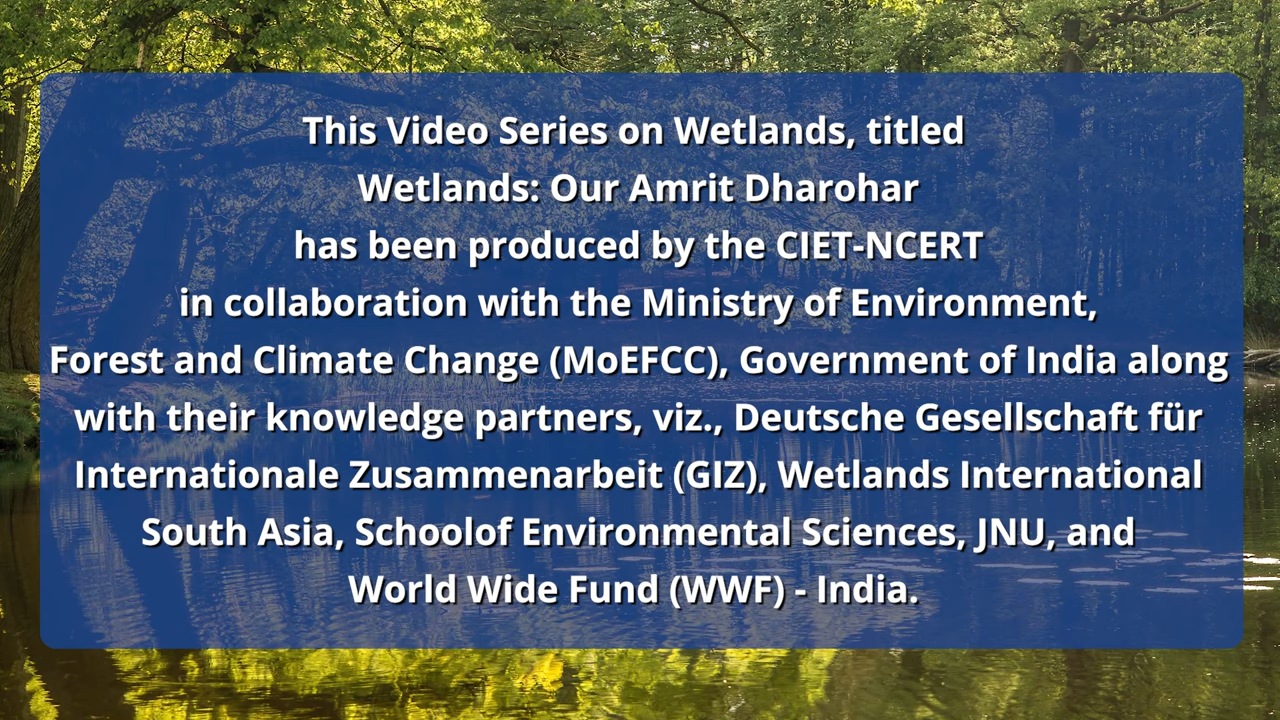 This Video Series on Wetlands, titled
Wetlands: Our Amrit Dharohar
has been produced by the CIET-NCERT
in collaboration with the Ministry of Environment,
Forest and Climate Change (MoEFCC), Government of India along
with their knowledge partners, viz., Deutsche Gesellschaft für
Internationale Zusammenarbeit (GIZ), Wetlands International
South Asia, Schoolof Environmental Sciences, JNU, and
World Wide Fund (WWF) - India.